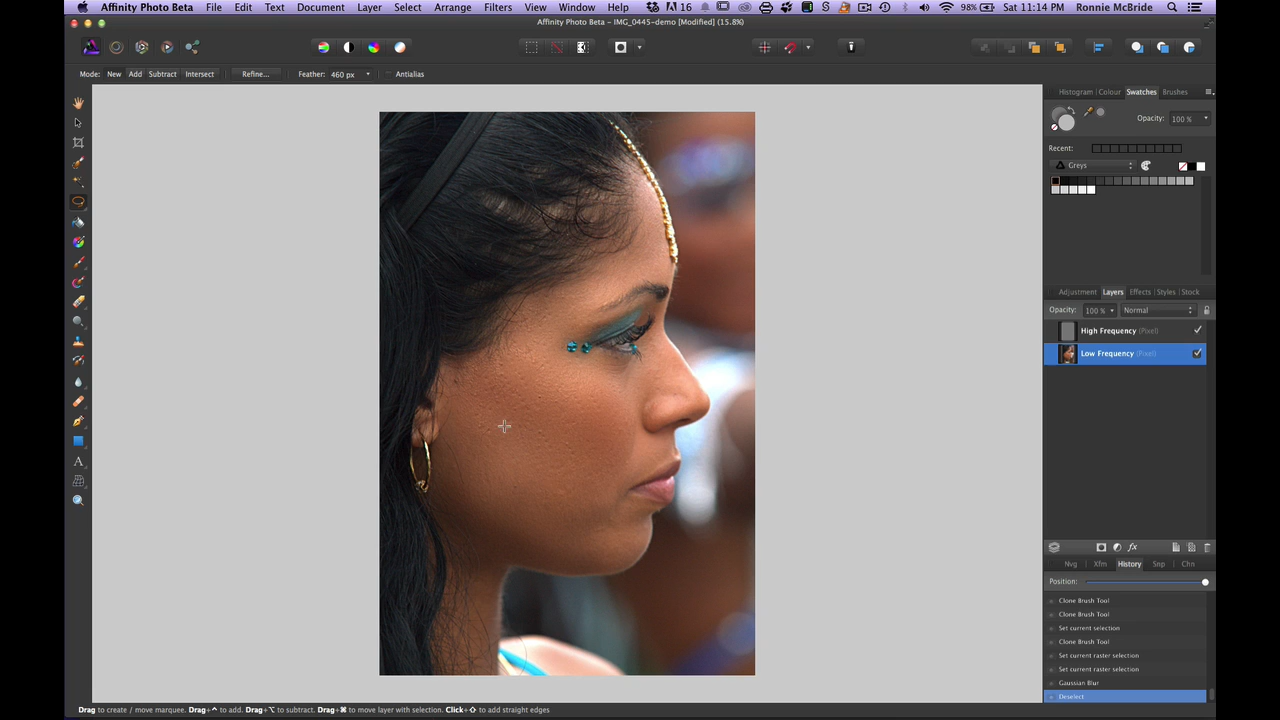 Affinity Photo Beta File Edit Text Document Layer Select Arrange Filters View Window Help 16 98% Sat 11:14 PM Ronnie McBride
Affinity Photo Beta - IMG_0445-demo [Modified] (15.8%)
Mode: New Add Subtract Intersect Refine... Feather: 460 px Antialias
Histogram Colour Swatches Brushes
Opacity: 100 %
Recent:
Greys
Adjustment Layers Effects Styles Stock
Opacity: 100 % Normal
High Frequency (Pixel)
Low Frequency (Pixel)
fx
Nvg Xfm History Snp Chn
Position:
Clone Brush Tool
Clone Brush Tool
Set current selection
Clone Brush Tool
Set current raster selection
Set current raster selection
Gaussian Blur
Deselect
Drag to create / move marquee. Drag+⌃ to add. Drag+⌥ to subtract. Drag+⌘ to move layer with selection. Click+⇧ to add straight edges